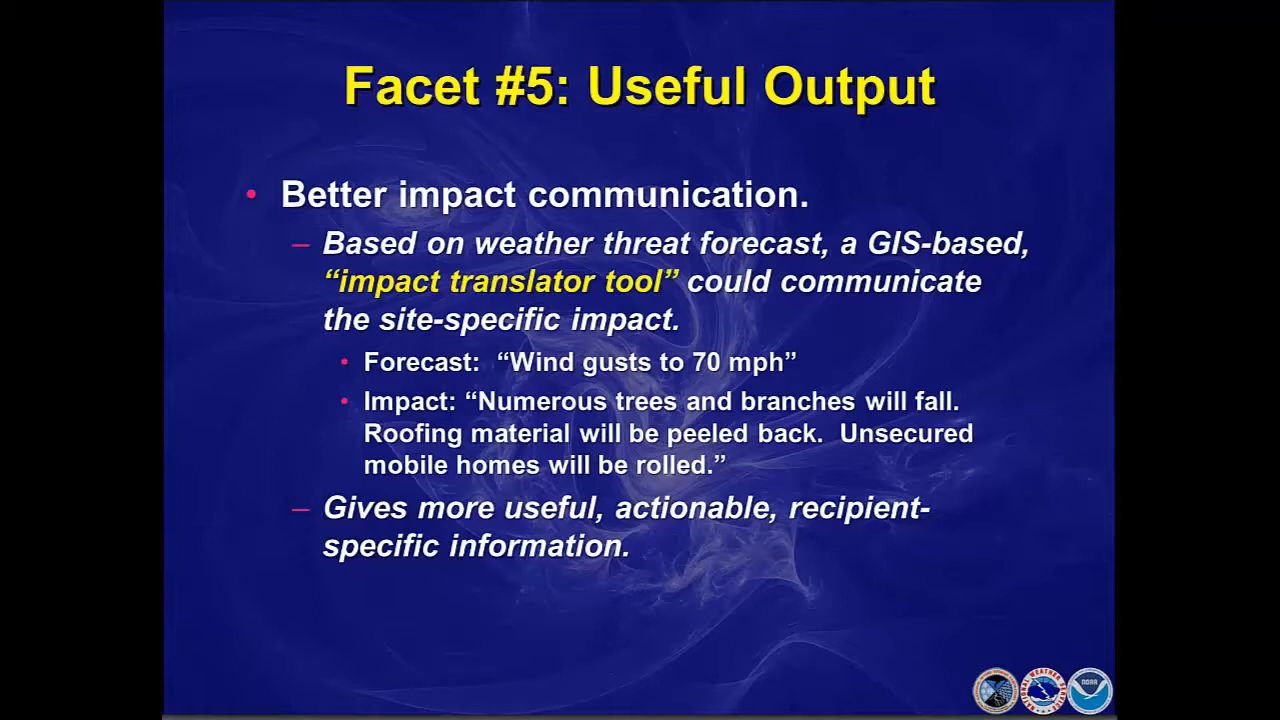 Facet #5: Useful Output
• Better impact communication.
– Based on weather threat forecast, a GIS-based,
“impact translator tool” could communicate
the site-specific impact.
• Forecast:  “Wind gusts to 70 mph”
• Impact: “Numerous trees and branches will fall.
Roofing material will be peeled back.  Unsecured
mobile homes will be rolled.”
– Gives more useful, actionable, recipient-
specific information.
NOAA